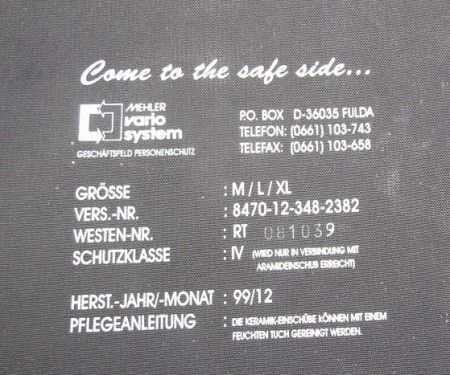 Come to the safe side...
MEHLER
vario
system
GESCHÄFTSFELD PERSONENSCHUTZ
P.O. BOX D-36035 FULDA
TELEFON: (0661) 103-743
TELEFAX: (0661) 103-658
GRÖSSE : M / L / XL
VERS.-NR. : 8470-12-348-2382
WESTEN-NR. : RT 081039
SCHUTZKLASSE : IV (WIRD NUR IN VERBINDUNG MIT
ARAMIDEINSCHUB ERREICHT)
HERST.-JAHR/-MONAT : 99/12
PFLEGEANLEITUNG : DIE KERAMIK-EINSCHÜBE KÖNNEN MIT EINEM
FEUCHTEN TUCH GEREINIGT WERDEN.